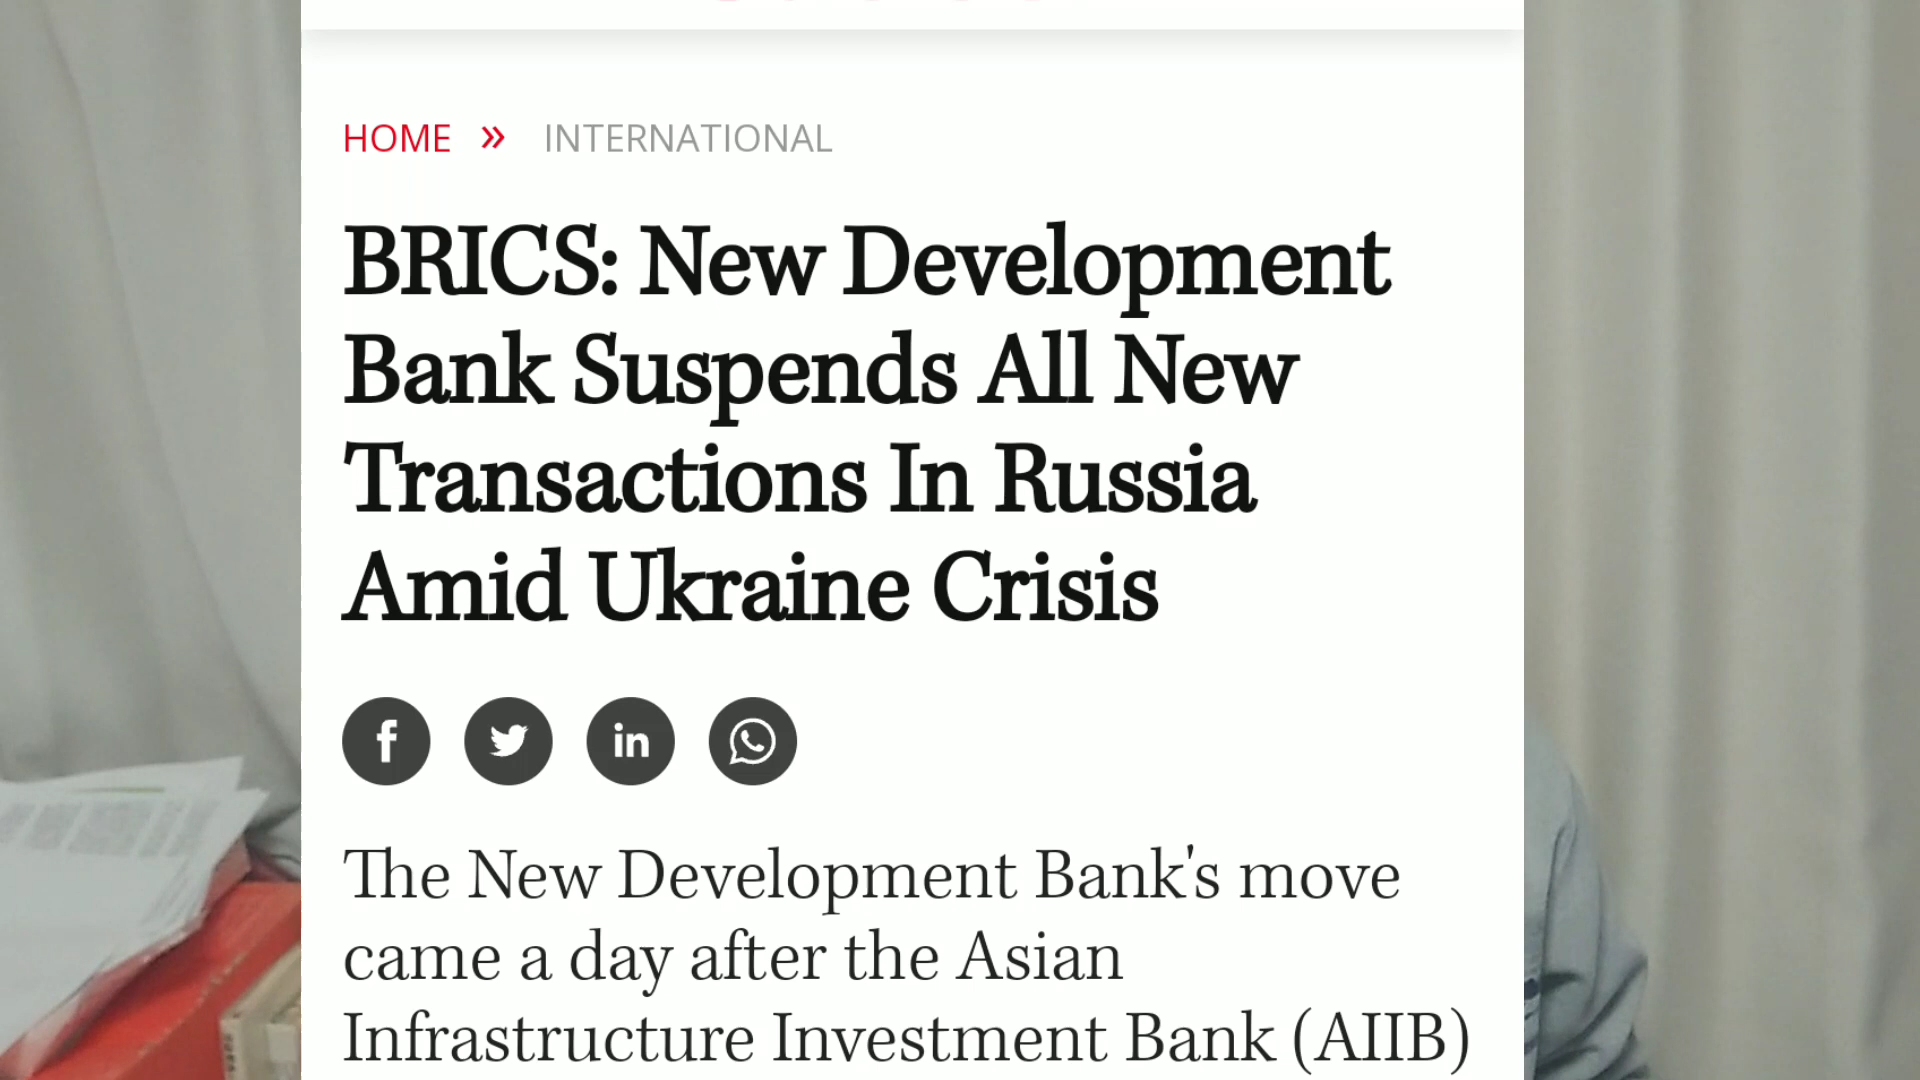 HOME » INTERNATIONAL
BRICS: New Development
Bank Suspends All New
Transactions In Russia
Amid Ukraine Crisis
The New Development Bank's move
came a day after the Asian
Infrastructure Investment Bank (AIIB)